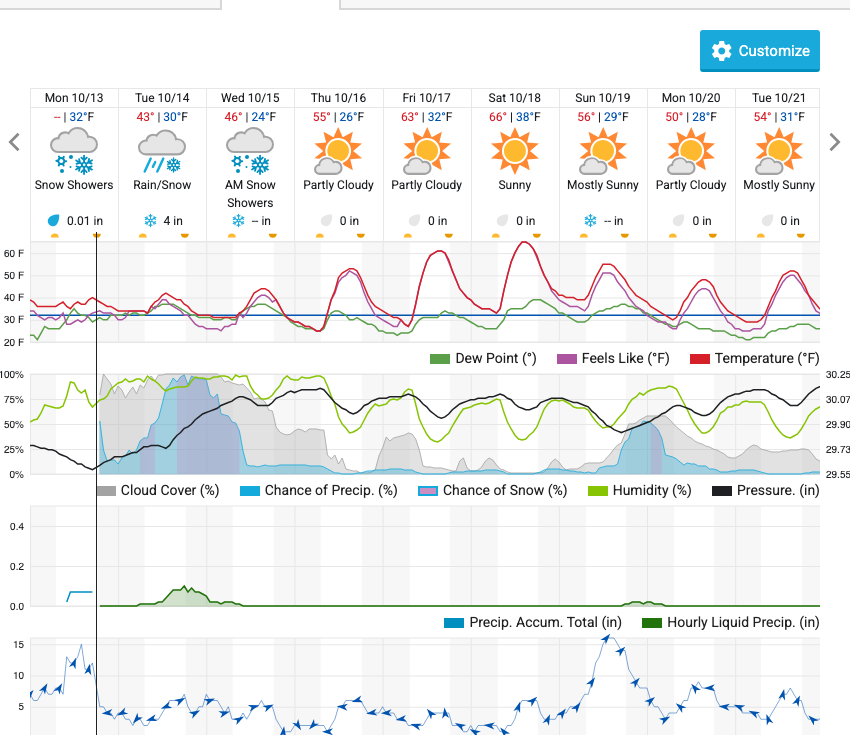 Customize
Mon 10/13 Tue 10/14 Wed 10/15 Thu 10/16 Fri 10/17 Sat 10/18 Sun 10/19 Mon 10/20 Tue 10/21
-- | 32°F 43° | 30°F 46° | 24°F 55° | 26°F 63° | 32°F 66° | 38°F 56° | 29°F 50° | 28°F 54° | 31°F
Snow Showers Rain/Snow AM Snow Partly Cloudy Partly Cloudy Sunny Mostly Sunny Partly Cloudy Mostly Sunny
Showers
0.01 in 4 in -- in 0 in 0 in 0 in -- in 0 in 0 in
60 F
50 F
40 F
30 F
20 F
Dew Point (°) Feels Like (°F) Temperature (°F)
100% 30.25
75% 30.07
50% 29.90
25% 29.73
0% 29.55
Cloud Cover (%) Chance of Precip. (%) Chance of Snow (%) Humidity (%) Pressure. (in)
0.4
0.2
0.0
Precip. Accum. Total (in) Hourly Liquid Precip. (in)
15
10
5